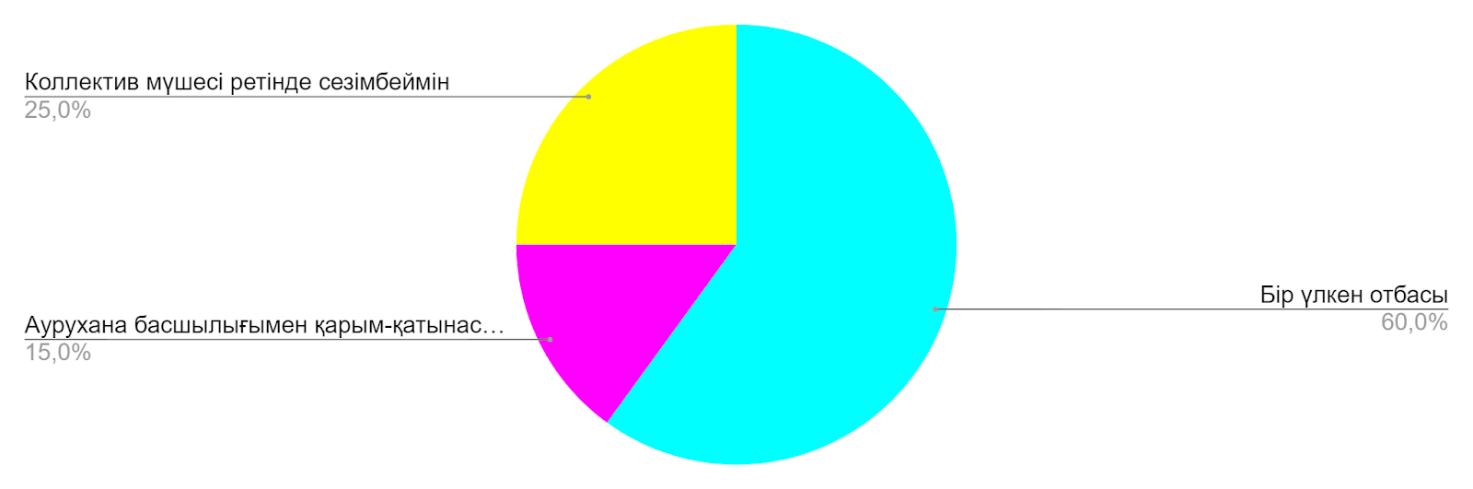 Коллектив мүшесі ретінде сезімбеймін
25,0%
Аурухана басшылығымен қарым-қатынас…
15,0%
Бір үлкен отбасы
60,0%